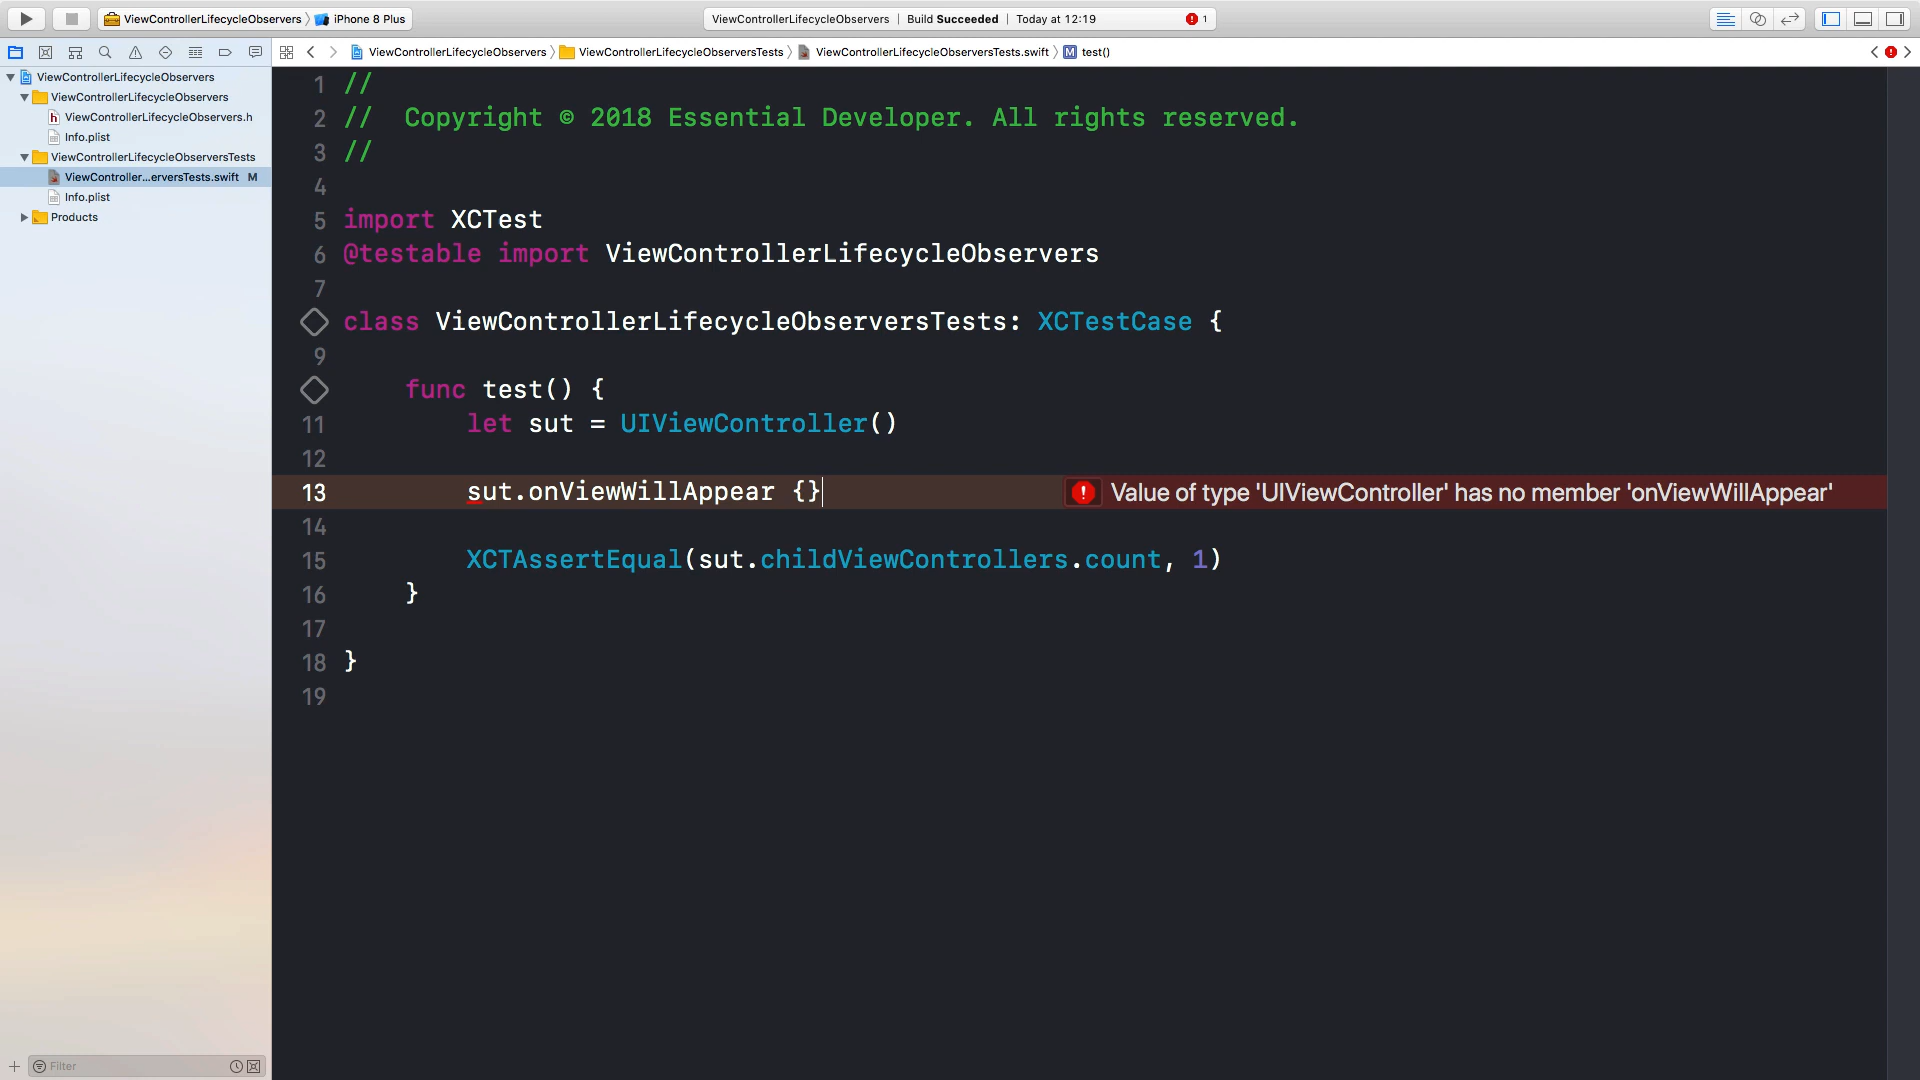 ViewControllerLifecycleObservers 〉 iPhone 8 Plus
ViewControllerLifecycleObservers | Build Succeeded | Today at 12:19
1
ViewControllerLifecycleObservers 〉 ViewControllerLifecycleObserversTests 〉 ViewControllerLifecycleObserversTests.swift 〉 M test()
ViewControllerLifecycleObservers
ViewControllerLifecycleObservers
h ViewControllerLifecycleObservers.h
Info.plist
ViewControllerLifecycleObserversTests
ViewController...erversTests.swift M
Info.plist
Products
Filter
1 //
2 //  Copyright © 2018 Essential Developer. All rights reserved.
3 //
4
5 import XCTest
6 @testable import ViewControllerLifecycleObservers
7
class ViewControllerLifecycleObserversTests: XCTestCase {
9
func test() {
11 let sut = UIViewController()
12
13 sut.onViewWillAppear {} Value of type 'UIViewController' has no member 'onViewWillAppear'
14
15 XCTAssertEqual(sut.childViewControllers.count, 1)
16 }
17
18 }
19